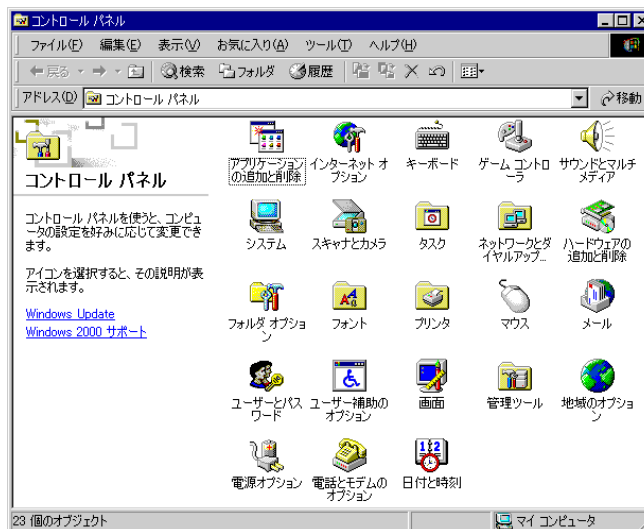 コントロール パネル
ファイル(F) 編集(E) 表示(V) お気に入り(A) ツール(T) ヘルプ(H)
戻る 検索 フォルダ 履歴
アドレス(D) コントロール パネル 移動
コントロール パネル
コントロール パネルを使うと、コンピュ
ータの設定を好みに応じて変更でき
ます。
アイコンを選択すると、その説明が表
示されます。
Windows Update
Windows 2000 サポート
アプリケーション
の追加と削除
インターネット オ
プション
キーボード
ゲーム コントロ
ーラ
サウンドとマルチ
メディア
システム
スキャナとカメラ
タスク
ネットワークとダ
イヤルアップ...
ハードウェアの
追加と削除
フォルダ オプショ
ン
フォント
プリンタ
マウス
メール
ユーザーとパス
ワード
ユーザー補助の
オプション
画面
管理ツール
地域のオプショ
ン
電源オプション
電話とモデムの
オプション
日付と時刻
23 個のオブジェクト
マイ コンピュータ